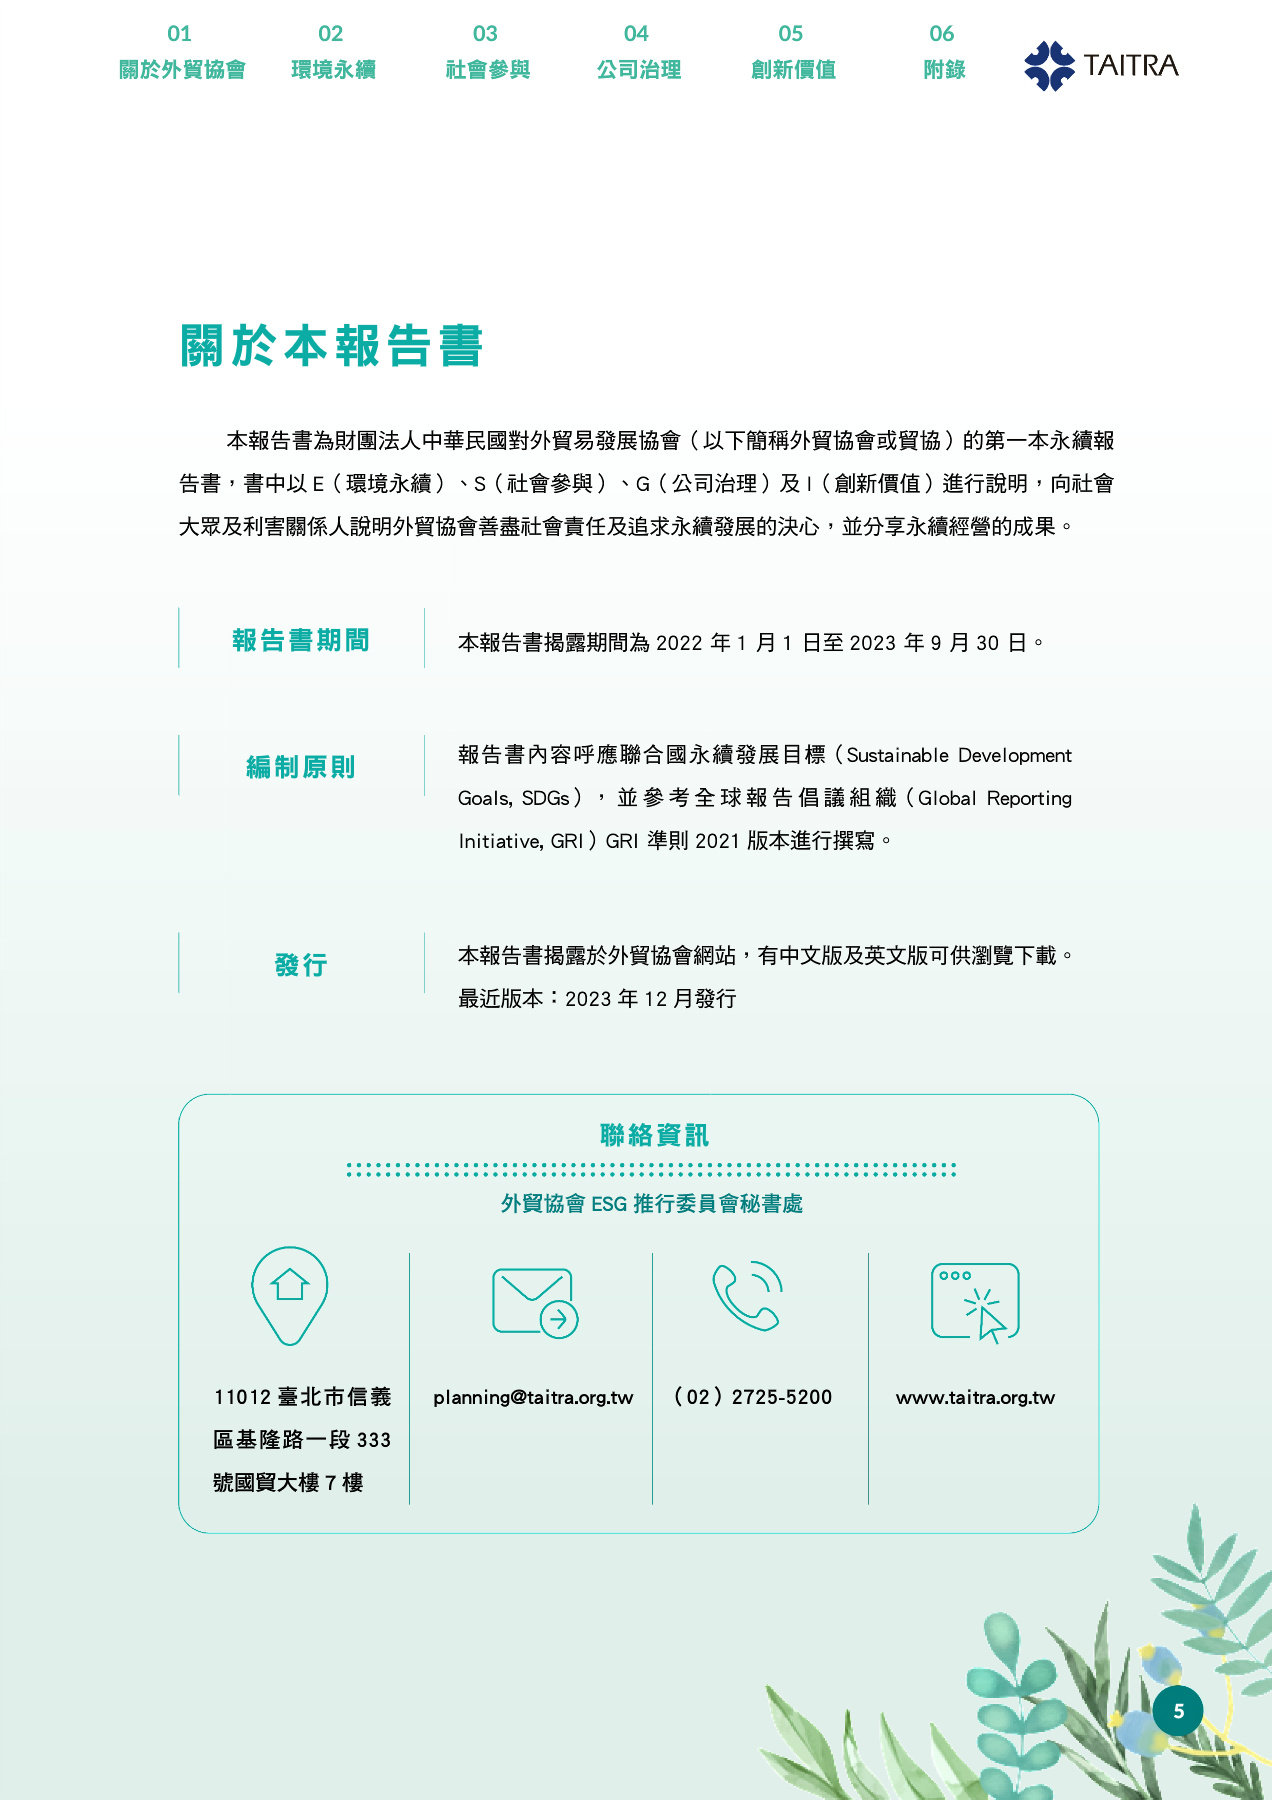 01 02 03 04 05 06
關於外貿協會 環境永續 社會參與 公司治理 創新價值 附錄
TAITRA
關於本報告書
本報告書為財團法人中華民國對外貿易發展協會（以下簡稱外貿協會或貿協）的第一本永續報
告書，書中以 E（環境永續）、S（社會參與）、G（公司治理）及 I（創新價值）進行說明，向社會
大眾及利害關係人說明外貿協會善盡社會責任及追求永續發展的決心，並分享永續經營的成果。
報告書期間
本報告書揭露期間為 2022 年 1 月 1 日至 2023 年 9 月 30 日。
編制原則
報告書內容呼應聯合國永續發展目標（Sustainable Development
Goals, SDGs），並參考全球報告倡議組織（Global Reporting
Initiative, GRI）GRI 準則 2021 版本進行撰寫。
發行
本報告書揭露於外貿協會網站，有中文版及英文版可供瀏覽下載。
最近版本：2023 年 12 月發行
聯絡資訊
外貿協會 ESG 推行委員會秘書處
11012 臺北市信義
區基隆路一段 333
號國貿大樓 7 樓
planning@taitra.org.tw
（02）2725-5200
www.taitra.org.tw
5